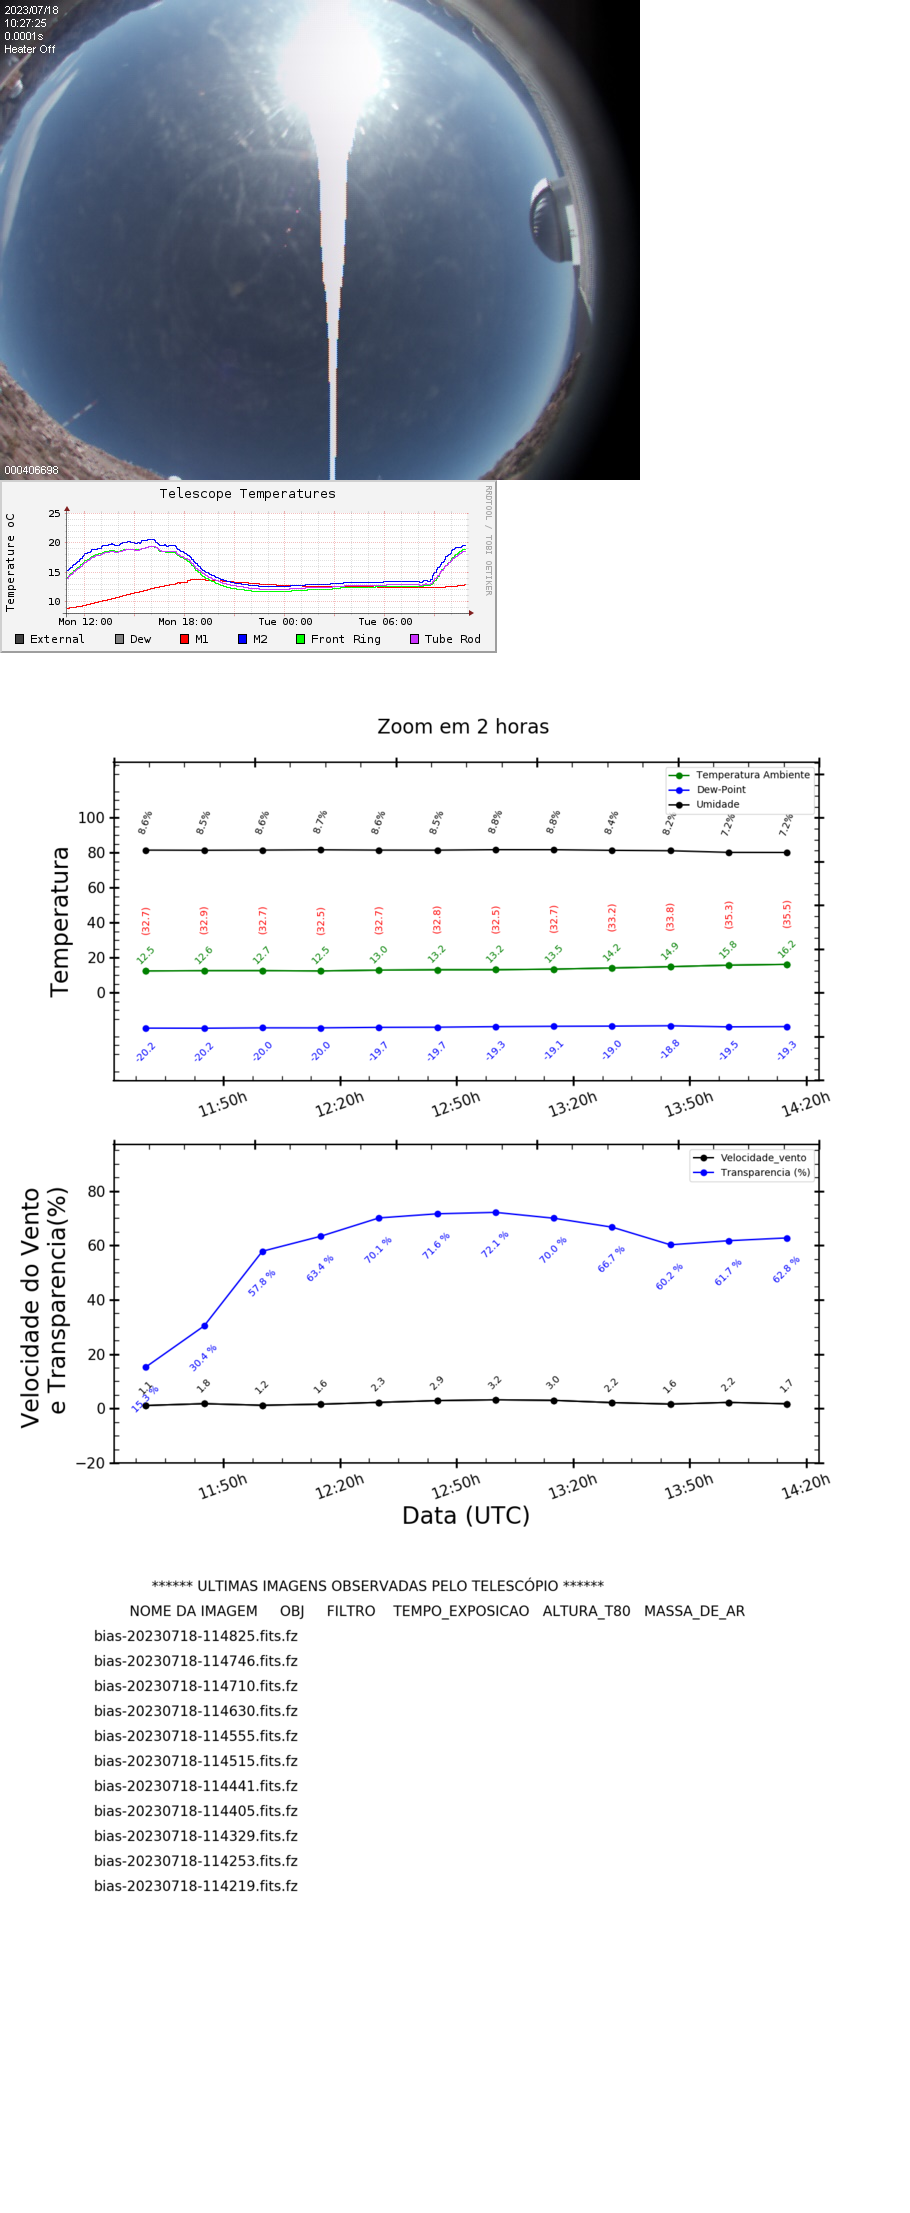 2023/07/18
10:27:25
0.0001s
Heater Off
000406698
Telescope Temperatures
RRDTOOL / TOBI OETIKER
Temperature oC
25
20
15
10
Mon 12:00 Mon 18:00 Tue 00:00 Tue 06:00
External Dew M1 M2 Front Ring Tube Rod
Zoom em 2 horas
Temperatura Ambiente
Dew-Point
Umidade
Temperatura
100
80
60
40
20
0
8.6% 8.5% 8.6% 8.7% 8.6% 8.5% 8.8% 8.8% 8.4% 8.2% 7.2% 7.2%
(32.7) (32.9) (32.7) (32.5) (32.7) (32.8) (32.5) (32.7) (33.2) (33.8) (35.3) (35.5)
12.5 12.6 12.7 12.5 13.0 13.2 13.2 13.5 14.2 14.9 15.8 16.2
-20.2 -20.2 -20.0 -20.0 -19.7 -19.7 -19.3 -19.1 -19.0 -18.8 -19.5 -19.3
11:50h 12:20h 12:50h 13:20h 13:50h 14:20h
Velocidade_vento
Transparencia (%)
Velocidade do Vento
e Transparencia(%)
80
60
40
20
0
−20
15.3 % 30.4 % 57.8 % 63.4 % 70.1 % 71.6 % 72.1 % 70.0 % 66.7 % 60.2 % 61.7 % 62.8 %
1.1 1.8 1.2 1.6 2.3 2.9 3.2 3.0 2.2 1.6 2.2 1.7
11:50h 12:20h 12:50h 13:20h 13:50h 14:20h
Data (UTC)
****** ULTIMAS IMAGENS OBSERVADAS PELO TELESCÓPIO ******
NOME DA IMAGEM OBJ FILTRO TEMPO_EXPOSICAO ALTURA_T80 MASSA_DE_AR
bias-20230718-114825.fits.fz
bias-20230718-114746.fits.fz
bias-20230718-114710.fits.fz
bias-20230718-114630.fits.fz
bias-20230718-114555.fits.fz
bias-20230718-114515.fits.fz
bias-20230718-114441.fits.fz
bias-20230718-114405.fits.fz
bias-20230718-114329.fits.fz
bias-20230718-114253.fits.fz
bias-20230718-114219.fits.fz